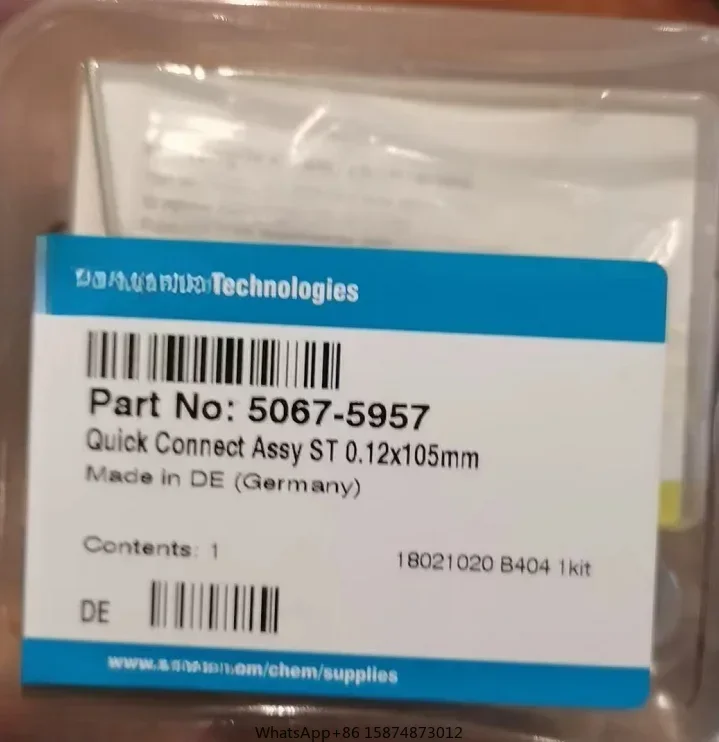 Technologies
Part No: 5067-5957
Quick Connect Assy ST 0.12x105mm
Made in DE (Germany)
Contents: 1
18021020 B404 1kit
DE
om/chem/supplies
WhatsApp+86 15874873012